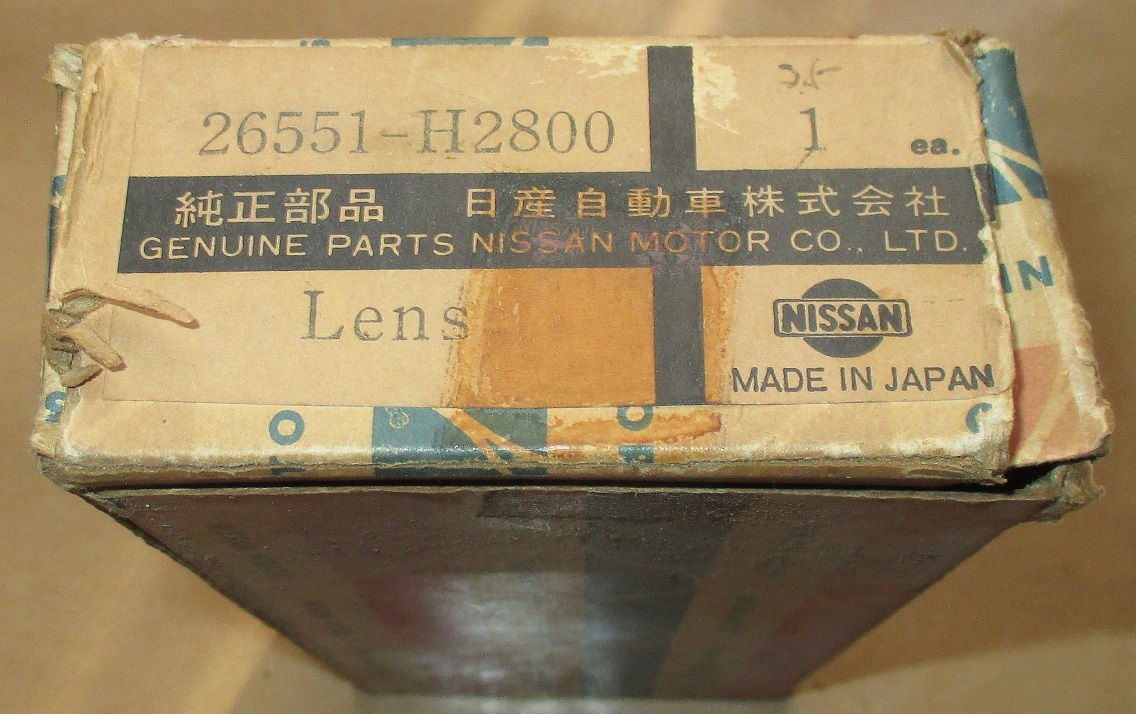 26551-H2800
1 ea.
純正部品 日産自動車株式会社
GENUINE PARTS NISSAN MOTOR CO., LTD.
Lens
NISSAN
MADE IN JAPAN
IN